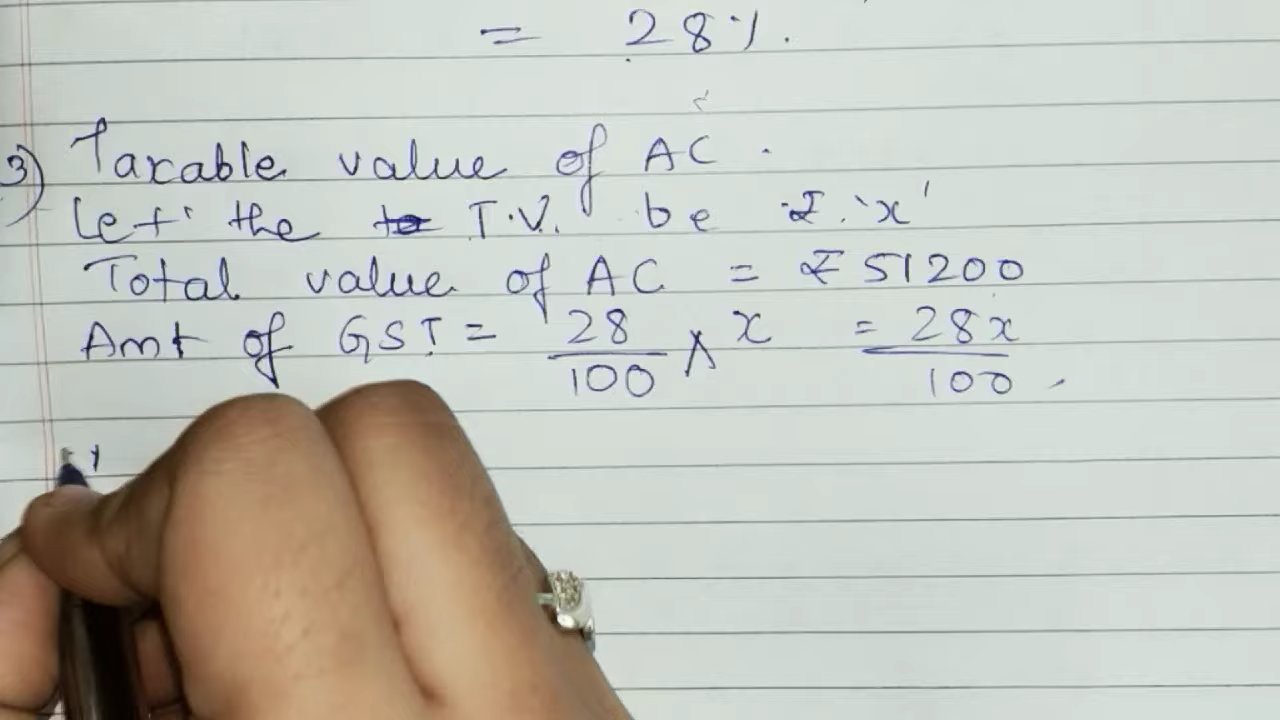 = 28%.
3) Taxable value of AC.
Let the T.V. be ₹ 'x'
Total value of AC = ₹ 51200
Amt of GST = 28/100 × x = 28x/100